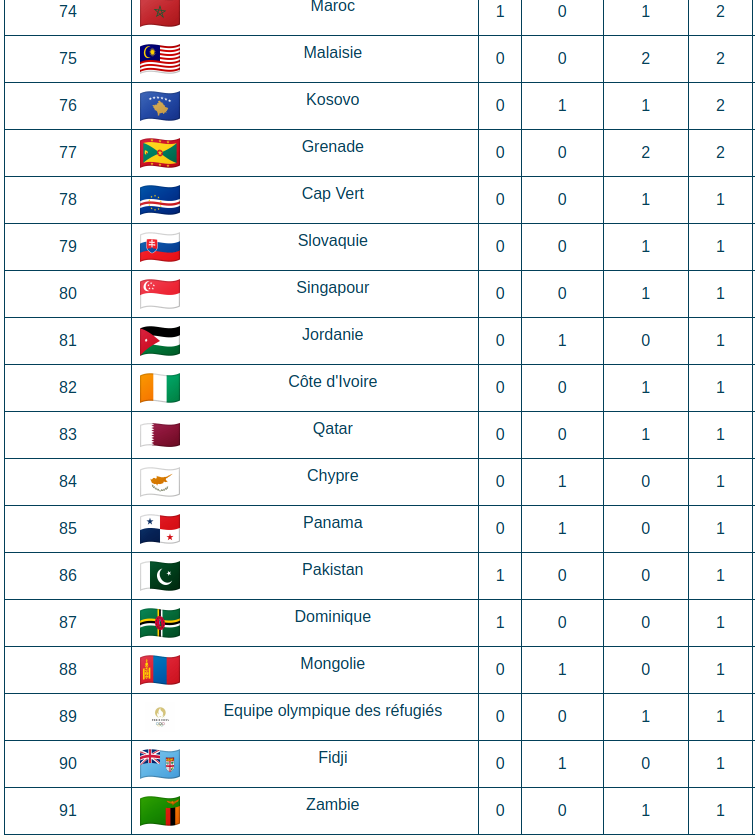 74 Maroc 1 0 1 2
75 Malaisie 0 0 2 2
76 Kosovo 0 1 1 2
77 Grenade 0 0 2 2
78 Cap Vert 0 0 1 1
79 Slovaquie 0 0 1 1
80 Singapour 0 0 1 1
81 Jordanie 0 1 0 1
82 Côte d'Ivoire 0 0 1 1
83 Qatar 0 0 1 1
84 Chypre 0 1 0 1
85 Panama 0 1 0 1
86 Pakistan 1 0 0 1
87 Dominique 1 0 0 1
88 Mongolie 0 1 0 1
89 Equipe olympique des réfugiés 0 0 1 1
90 Fidji 0 1 0 1
91 Zambie 0 0 1 1